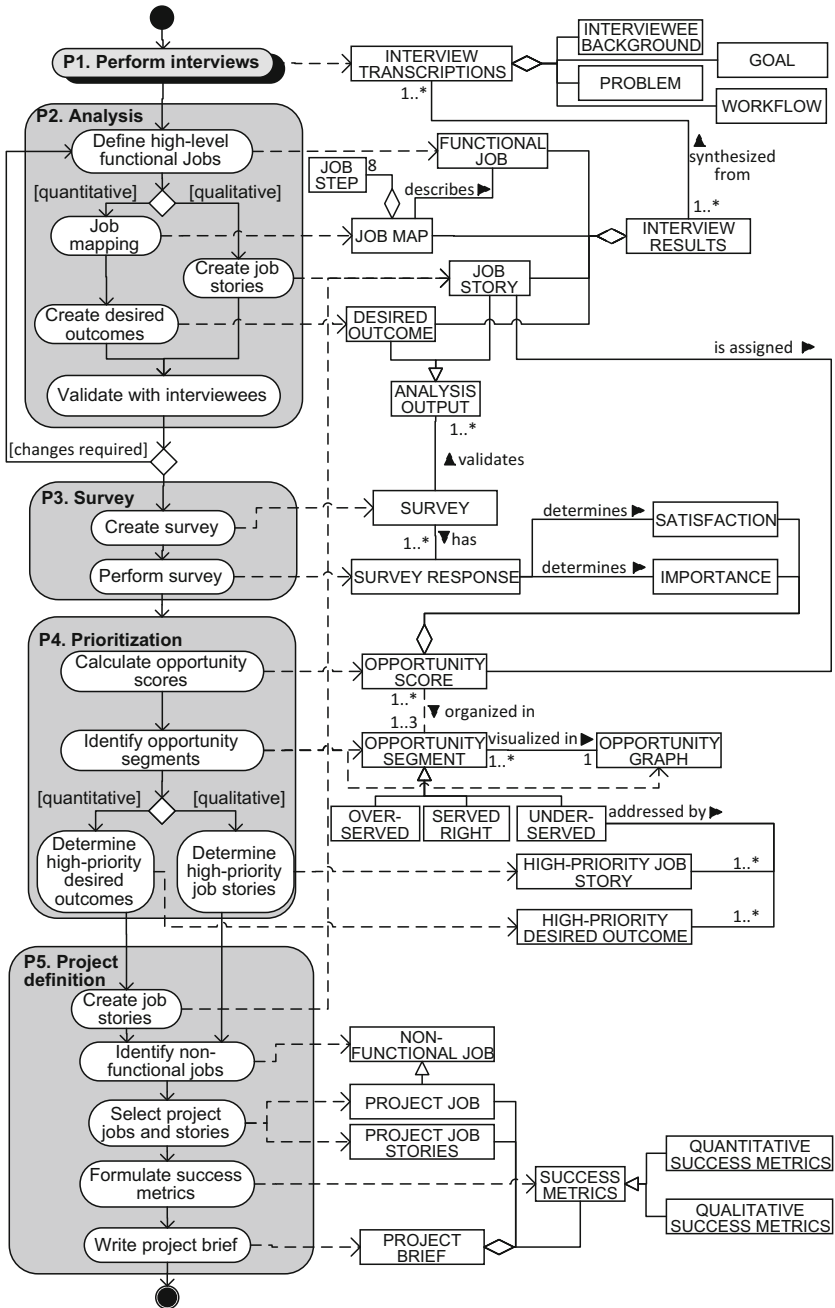 P1. Perform interviews
INTERVIEW
TRANSCRIPTIONS
INTERVIEWEE
BACKGROUND
GOAL
PROBLEM
WORKFLOW
1..*
P2. Analysis
Define high-level
functional Jobs
FUNCTIONAL
JOB
synthesized
from
JOB
STEP
8
describes
[quantitative]
[qualitative]
1..*
Job
mapping
JOB MAP
INTERVIEW
RESULTS
Create job
stories
JOB
STORY
Create desired
outcomes
DESIRED
OUTCOME
is assigned
Validate with interviewees
ANALYSIS
OUTPUT
1..*
[changes required]
validates
P3. Survey
Create survey
SURVEY
determines
SATISFACTION
1..*
has
Perform survey
SURVEY RESPONSE
determines
IMPORTANCE
P4. Prioritization
Calculate opportunity
scores
OPPORTUNITY
SCORE
1..*
organized in
1..3
Identify opportunity
segments
OPPORTUNITY
SEGMENT
visualized in
1..*
1
OPPORTUNITY
GRAPH
[quantitative]
[qualitative]
OVER-
SERVED
SERVED
RIGHT
UNDER-
SERVED
addressed by
Determine
high-priority
desired
outcomes
Determine
high-priority
job stories
HIGH-PRIORITY JOB
STORY
1..*
HIGH-PRIORITY
DESIRED OUTCOME
1..*
P5. Project
definition
Create job
stories
Identify non-
functional jobs
NON-
FUNCTIONAL JOB
Select project
jobs and stories
PROJECT JOB
PROJECT JOB
STORIES
Formulate success
metrics
SUCCESS
METRICS
QUANTITATIVE
SUCCESS METRICS
QUALITATIVE
SUCCESS METRICS
Write project brief
PROJECT
BRIEF